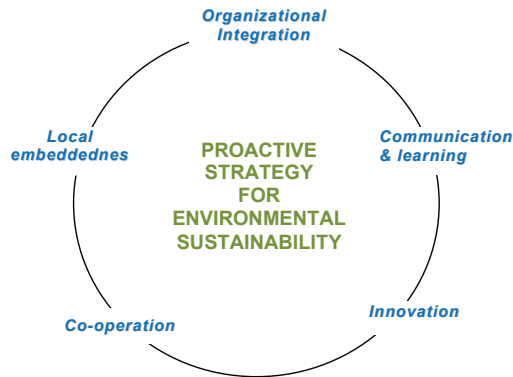 Organizational
Integration
Local
embeddednes
Communication
& learning
PROACTIVE
STRATEGY
FOR
ENVIRONMENTAL
SUSTAINABILITY
Innovation
Co-operation